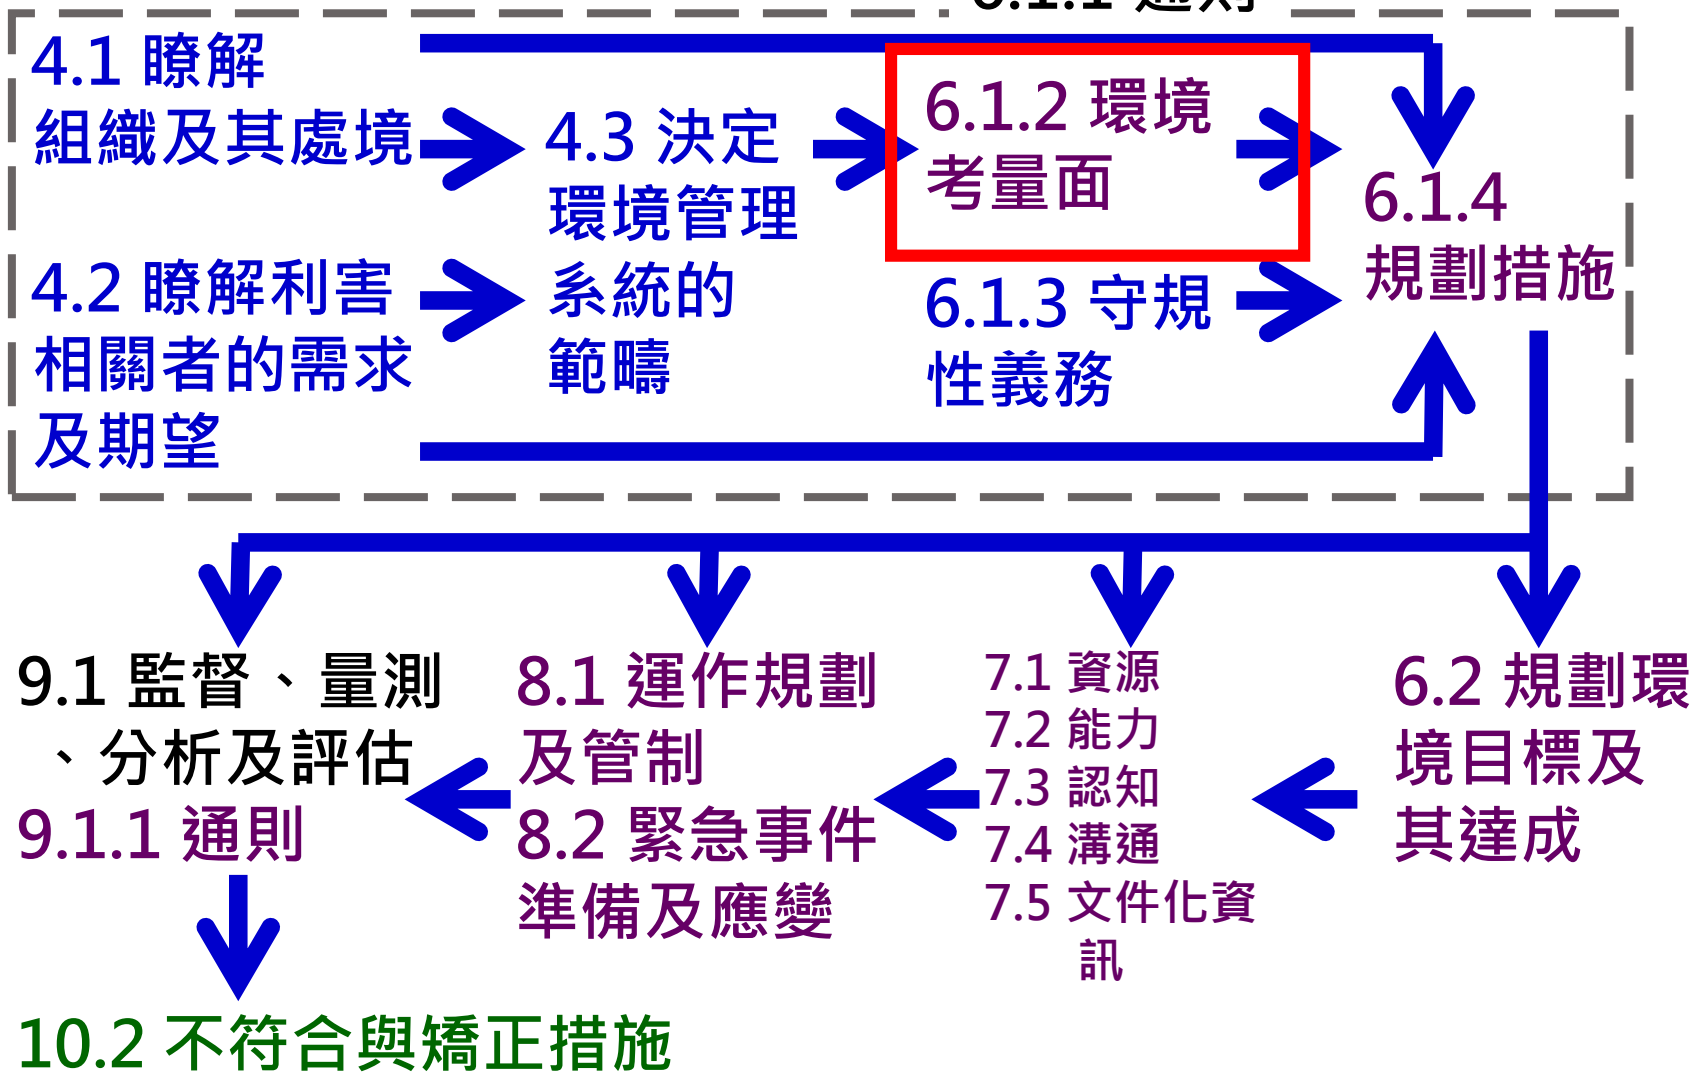 6.1.1 通則
4.1 瞭解
組織及其處境
4.2 瞭解利害
相關者的需求
及期望
4.3 決定
環境管理
系統的
範疇
6.1.2 環境
考量面
6.1.3 守規
性義務
6.1.4
規劃措施
9.1 監督、量測
、分析及評估
9.1.1 通則
8.1 運作規劃
及管制
8.2 緊急事件
準備及應變
7.1 資源
7.2 能力
7.3 認知
7.4 溝通
7.5 文件化資
訊
6.2 規劃環
境目標及
其達成
10.2 不符合與矯正措施